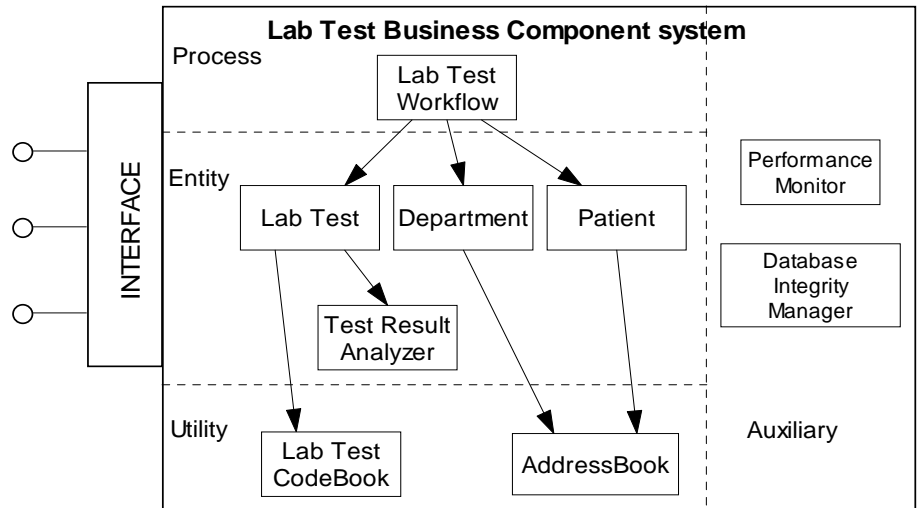 Lab Test Business Component system
Process
Lab Test
Workflow
INTERFACE
Entity
Lab Test
Department
Patient
Test Result
Analyzer
Performance
Monitor
Database
Integrity
Manager
Utility
Lab Test
CodeBook
AddressBook
Auxiliary